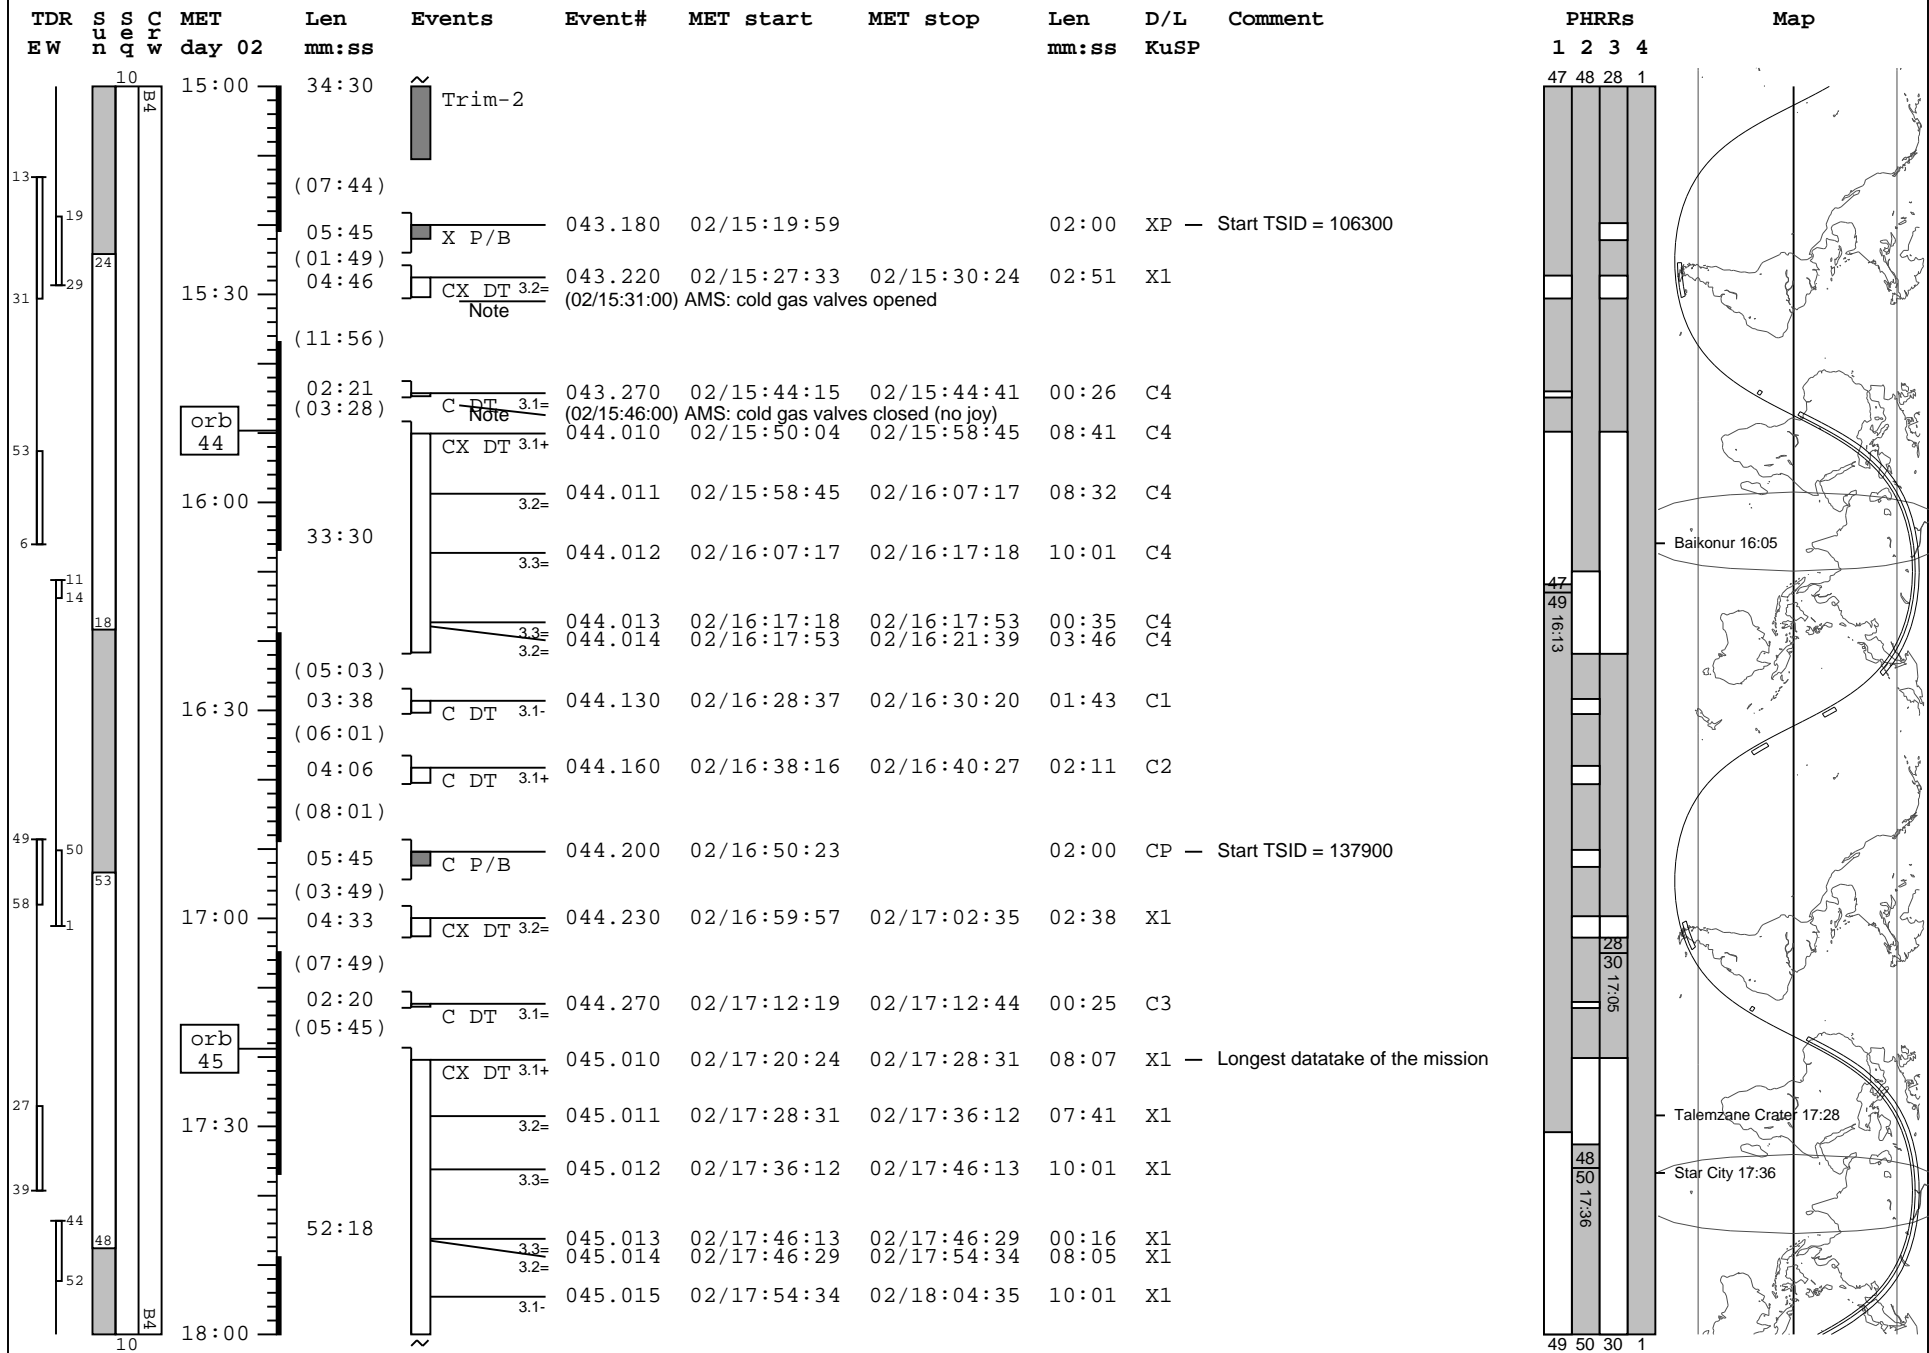 TDR Sun Seq Crw MET Len Events Event# MET start MET stop Len D/L Comment PHRRs Map
E W day 02 mm:ss mm:ss KuSP 1 2 3 4
10 47 48 28 1
15:00 34:30 Trim-2 B4
13 (07:44)
19
05:45 X P/B 043.180 02/15:19:59 02:00 XP — Start TSID = 106300
24 (01:49)
29 04:46 CX DT 3.2= 043.220 02/15:27:33 02/15:30:24 02:51 X1
31 15:30 Note (02/15:31:00) AMS: cold gas valves opened
(11:56)
02:21 C DT 3.1= 043.270 02/15:44:15 02/15:44:41 00:26 C4
(03:28) Note (02/15:46:00) AMS: cold gas valves closed (no joy)
orb 44
53 CX DT 3.1+ 044.010 02/15:50:04 02/15:58:45 08:41 C4
16:00 3.2= 044.011 02/15:58:45 02/16:07:17 08:32 C4
6 33:30 Baikonur 16:05
3.3= 044.012 02/16:07:17 02/16:17:18 10:01 C4
11
14 47
49 16:13
18 3.3= 044.013 02/16:17:18 02/16:17:53 00:35 C4
3.2= 044.014 02/16:17:53 02/16:21:39 03:46 C4
(05:03)
16:30 03:38 C DT 3.1- 044.130 02/16:28:37 02/16:30:20 01:43 C1
(06:01)
04:06 C DT 3.1+ 044.160 02/16:38:16 02/16:40:27 02:11 C2
(08:01)
49
50 05:45 C P/B 044.200 02/16:50:23 02:00 CP — Start TSID = 137900
53 (03:49)
58
1 17:00 04:33 CX DT 3.2= 044.230 02/16:59:57 02/17:02:35 02:38 X1
28
30 17:05
(07:49)
02:20 C DT 3.1= 044.270 02/17:12:19 02/17:12:44 00:25 C3
(05:45)
orb 45
CX DT 3.1+ 045.010 02/17:20:24 02/17:28:31 08:07 X1 — Longest datatake of the mission
27 17:30 3.2= 045.011 02/17:28:31 02/17:36:12 07:41 X1 Talemzane Crater 17:28
48
39 3.3= 045.012 02/17:36:12 02/17:46:13 10:01 X1 Star City 17:36
50 17:36
44 52:18
48 3.3= 045.013 02/17:46:13 02/17:46:29 00:16 X1
3.2= 045.014 02/17:46:29 02/17:54:34 08:05 X1
52 3.1- 045.015 02/17:54:34 02/18:04:35 10:01 X1
B4
18:00
10 49 50 30 1